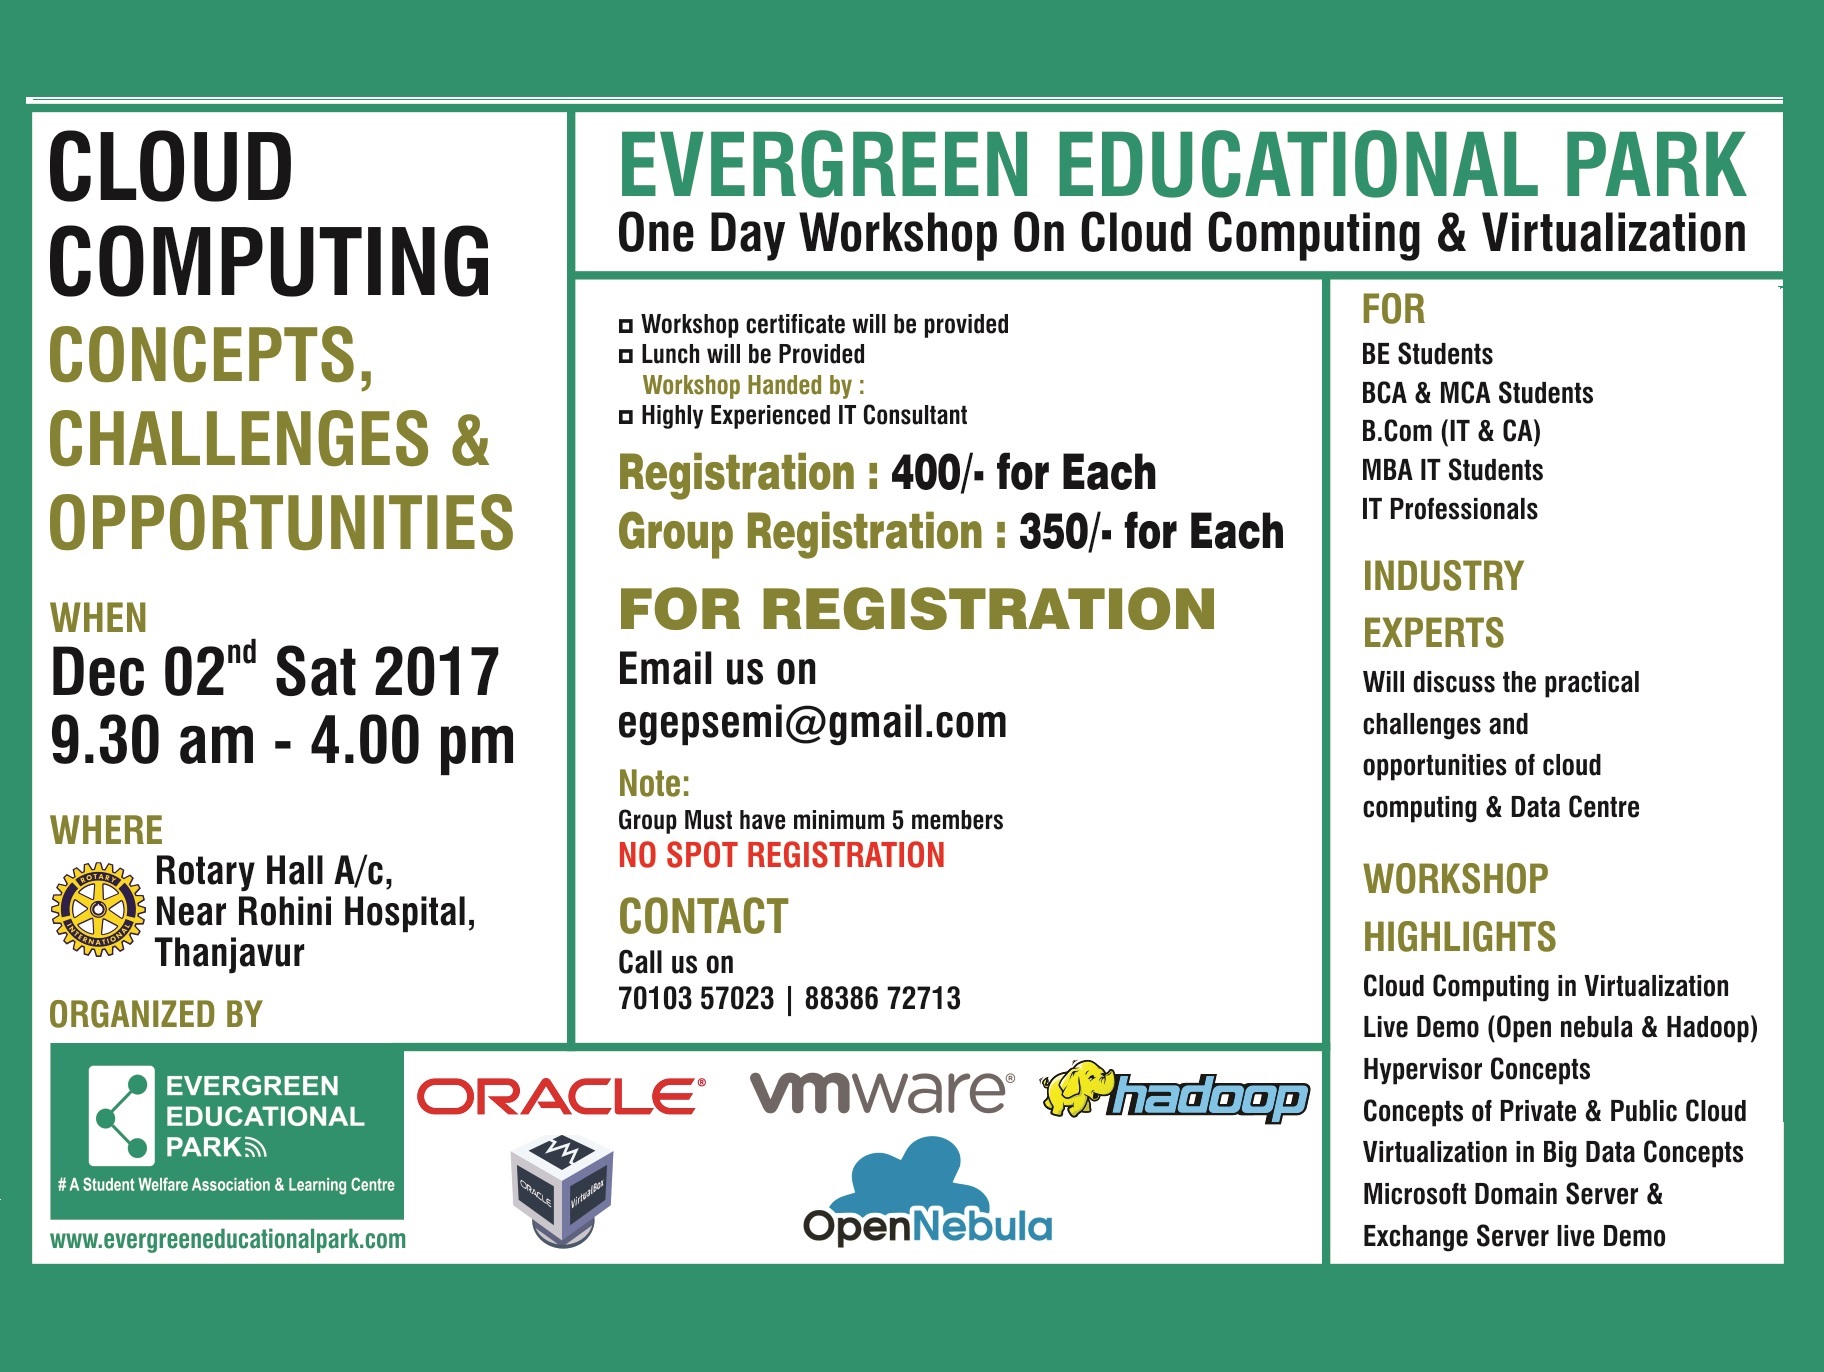 CLOUD
COMPUTING
CONCEPTS,
CHALLENGES &
OPPORTUNITIES
WHEN
Dec 02nd Sat 2017
9.30 am - 4.00 pm
WHERE
ROTARY
INTERNATIONAL
Rotary Hall A/c,
Near Rohini Hospital,
Thanjavur
ORGANIZED BY
EVERGREEN
EDUCATIONAL
PARK
# A Student Welfare Association & Learning Centre
www.evergreeneducationalpark.com
EVERGREEN EDUCATIONAL PARK
One Day Workshop On Cloud Computing & Virtualization
Workshop certificate will be provided
Lunch will be Provided
Workshop Handed by :
Highly Experienced IT Consultant
Registration : 400/- for Each
Group Registration : 350/- for Each
FOR REGISTRATION
Email us on
egepsemi@gmail.com
Note:
Group Must have minimum 5 members
NO SPOT REGISTRATION
CONTACT
Call us on
70103 57023 | 88386 72713
ORACLE®
vmware®
hadoop
ORACLE
VirtualBox
OpenNebula
FOR
BE Students
BCA & MCA Students
B.Com (IT & CA)
MBA IT Students
IT Professionals
INDUSTRY
EXPERTS
Will discuss the practical
challenges and
opportunities of cloud
computing & Data Centre
WORKSHOP
HIGHLIGHTS
Cloud Computing in Virtualization
Live Demo (Open nebula & Hadoop)
Hypervisor Concepts
Concepts of Private & Public Cloud
Virtualization in Big Data Concepts
Microsoft Domain Server &
Exchange Server live Demo